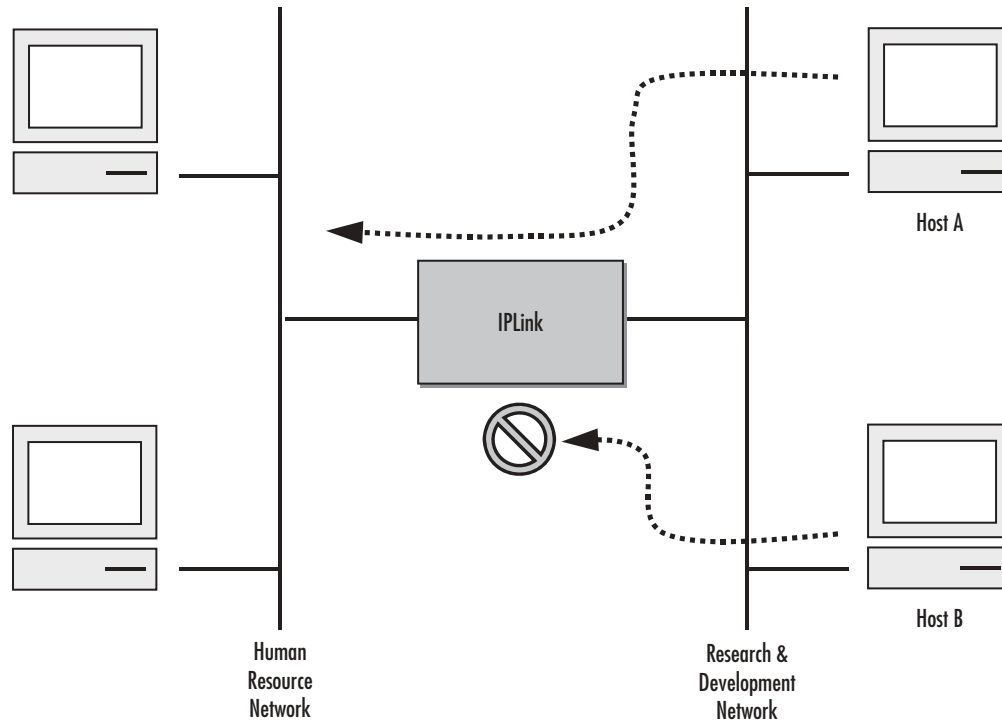 Host A
IPLink
Host B
Human
Resource
Network
Research &
Development
Network